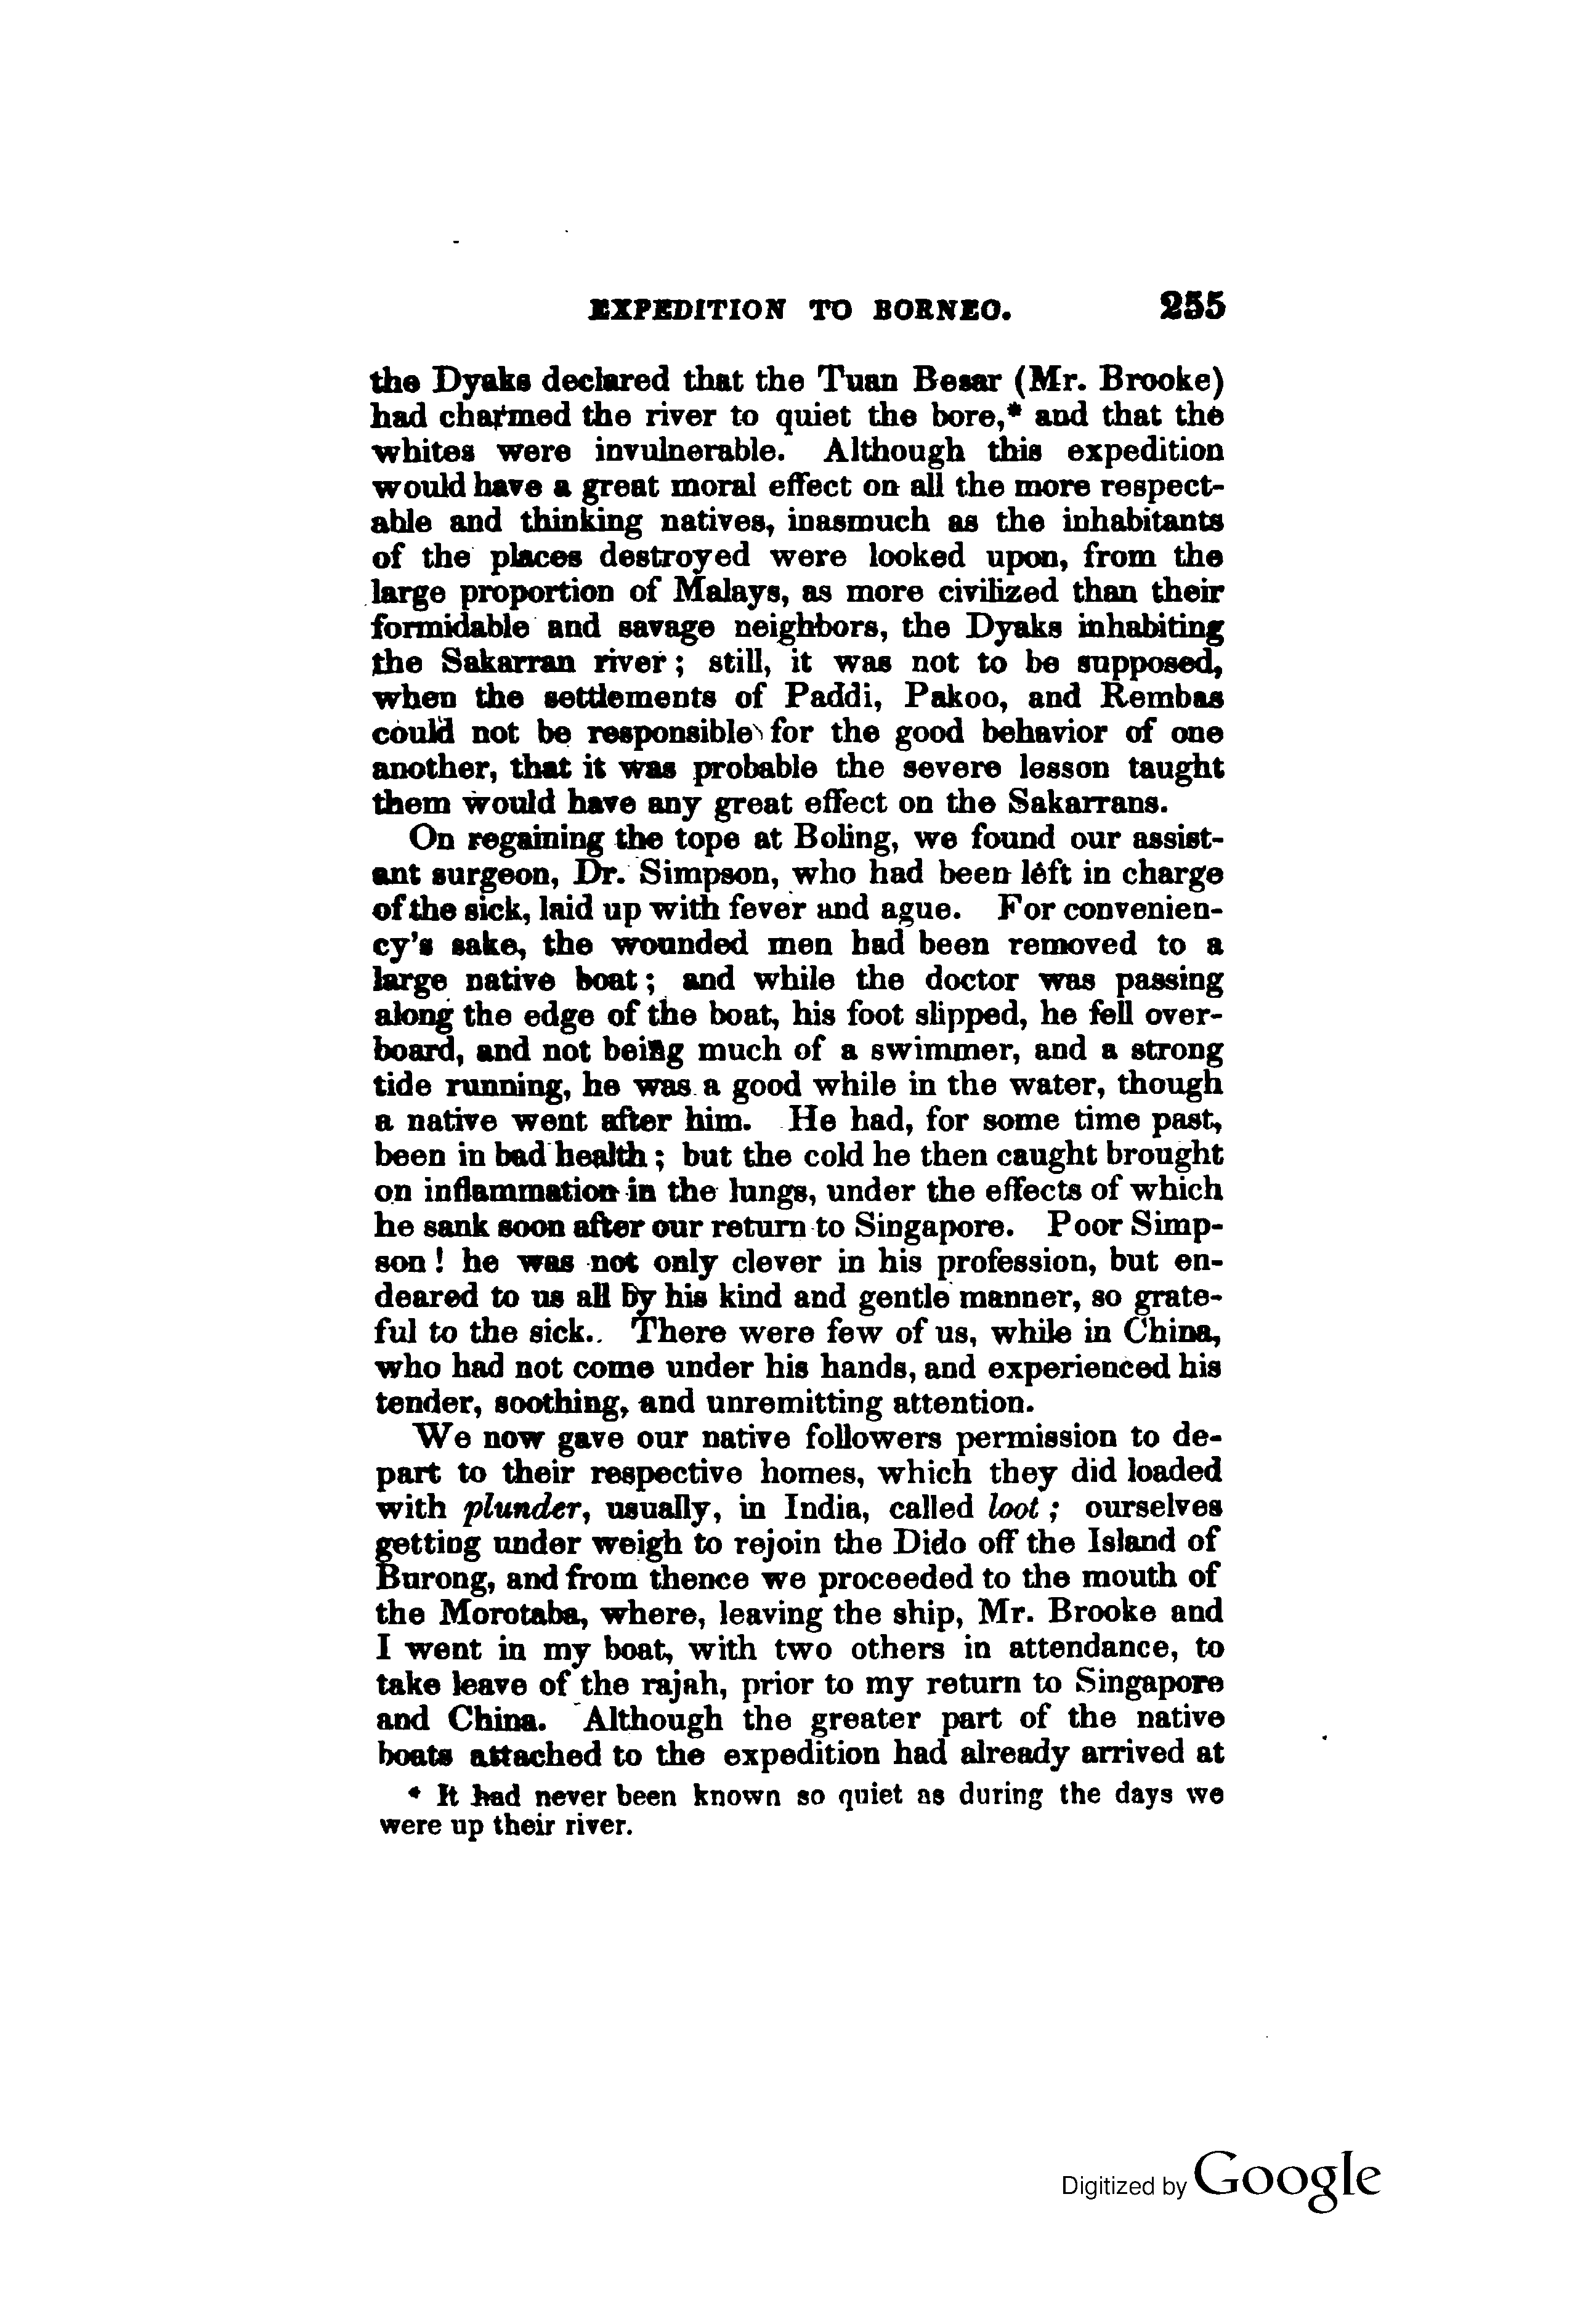 EXPEDITION TO BORNEO. 255
the Dyaks declared that the Tuan Besar (Mr. Brooke)
had charmed the river to quiet the bore,* and that the
whites were invulnerable. Although this expedition
would have a great moral effect on all the more respect-
able and thinking natives, inasmuch as the inhabitants
of the places destroyed were looked upon, from the
large proportion of Malays, as more civilized than their
formidable and savage neighbors, the Dyaks inhabiting
the Sakarran river; still, it was not to be supposed,
when the settlements of Paddi, Pakoo, and Rembas
could not be responsible for the good behavior of one
another, that it was probable the severe lesson taught
them would have any great effect on the Sakarrans.
On regaining the tope at Boling, we found our assist-
ant surgeon, Dr. Simpson, who had been left in charge
of the sick, laid up with fever and ague. For convenien-
cy's sake, the wounded men had been removed to a
large native boat; and while the doctor was passing
along the edge of the boat, his foot slipped, he fell over-
board, and not being much of a swimmer, and a strong
tide running, he was a good while in the water, though
a native went after him. He had, for some time past,
been in bad health; but the cold he then caught brought
on inflammation in the lungs, under the effects of which
he sank soon after our return to Singapore. Poor Simp-
son! he was not only clever in his profession, but en-
deared to us all by his kind and gentle manner, so grate-
ful to the sick. There were few of us, while in China,
who had not come under his hands, and experienced his
tender, soothing, and unremitting attention.
We now gave our native followers permission to de-
part to their respective homes, which they did loaded
with plunder, usually, in India, called loot; ourselves
getting under weigh to rejoin the Dido off the Island of
Burong, and from thence we proceeded to the mouth of
the Morotaba, where, leaving the ship, Mr. Brooke and
I went in my boat, with two others in attendance, to
take leave of the rajah, prior to my return to Singapore
and China. Although the greater part of the native
boats attached to the expedition had already arrived at
* It had never been known so quiet as during the days we
were up their river.
Digitized by Google